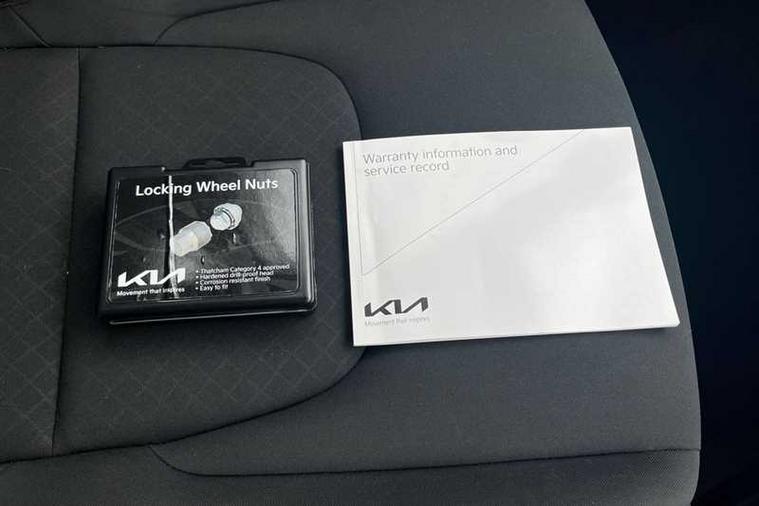 Locking Wheel Nuts
• Thatcham Category 4 approved
• Hardened drill-proof head
• Corrosion resistant finish
• Easy to fit
KIA
Movement that inspires
Warranty information and
service record
KIA
Movement that inspires